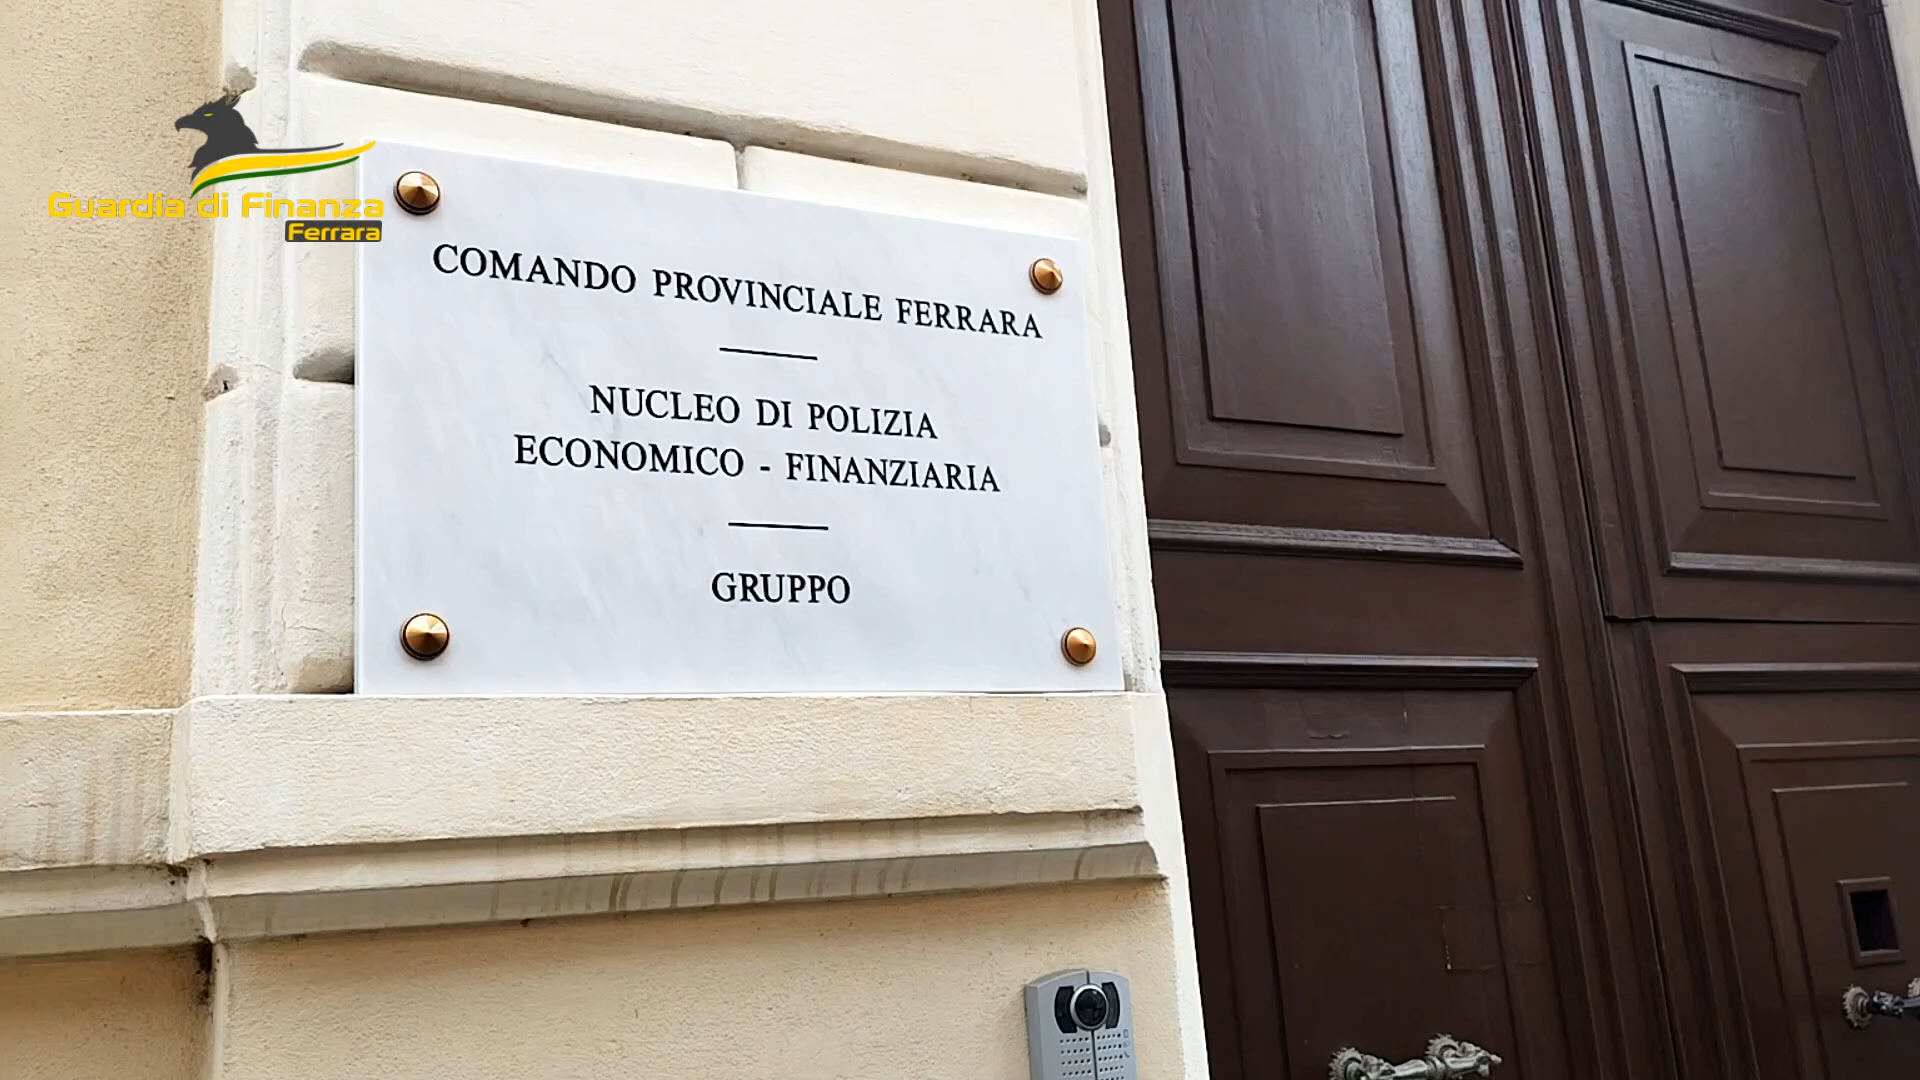 Guardia di Finanza
Ferrara
COMANDO PROVINCIALE FERRARA
NUCLEO DI POLIZIA
ECONOMICO - FINANZIARIA
GRUPPO